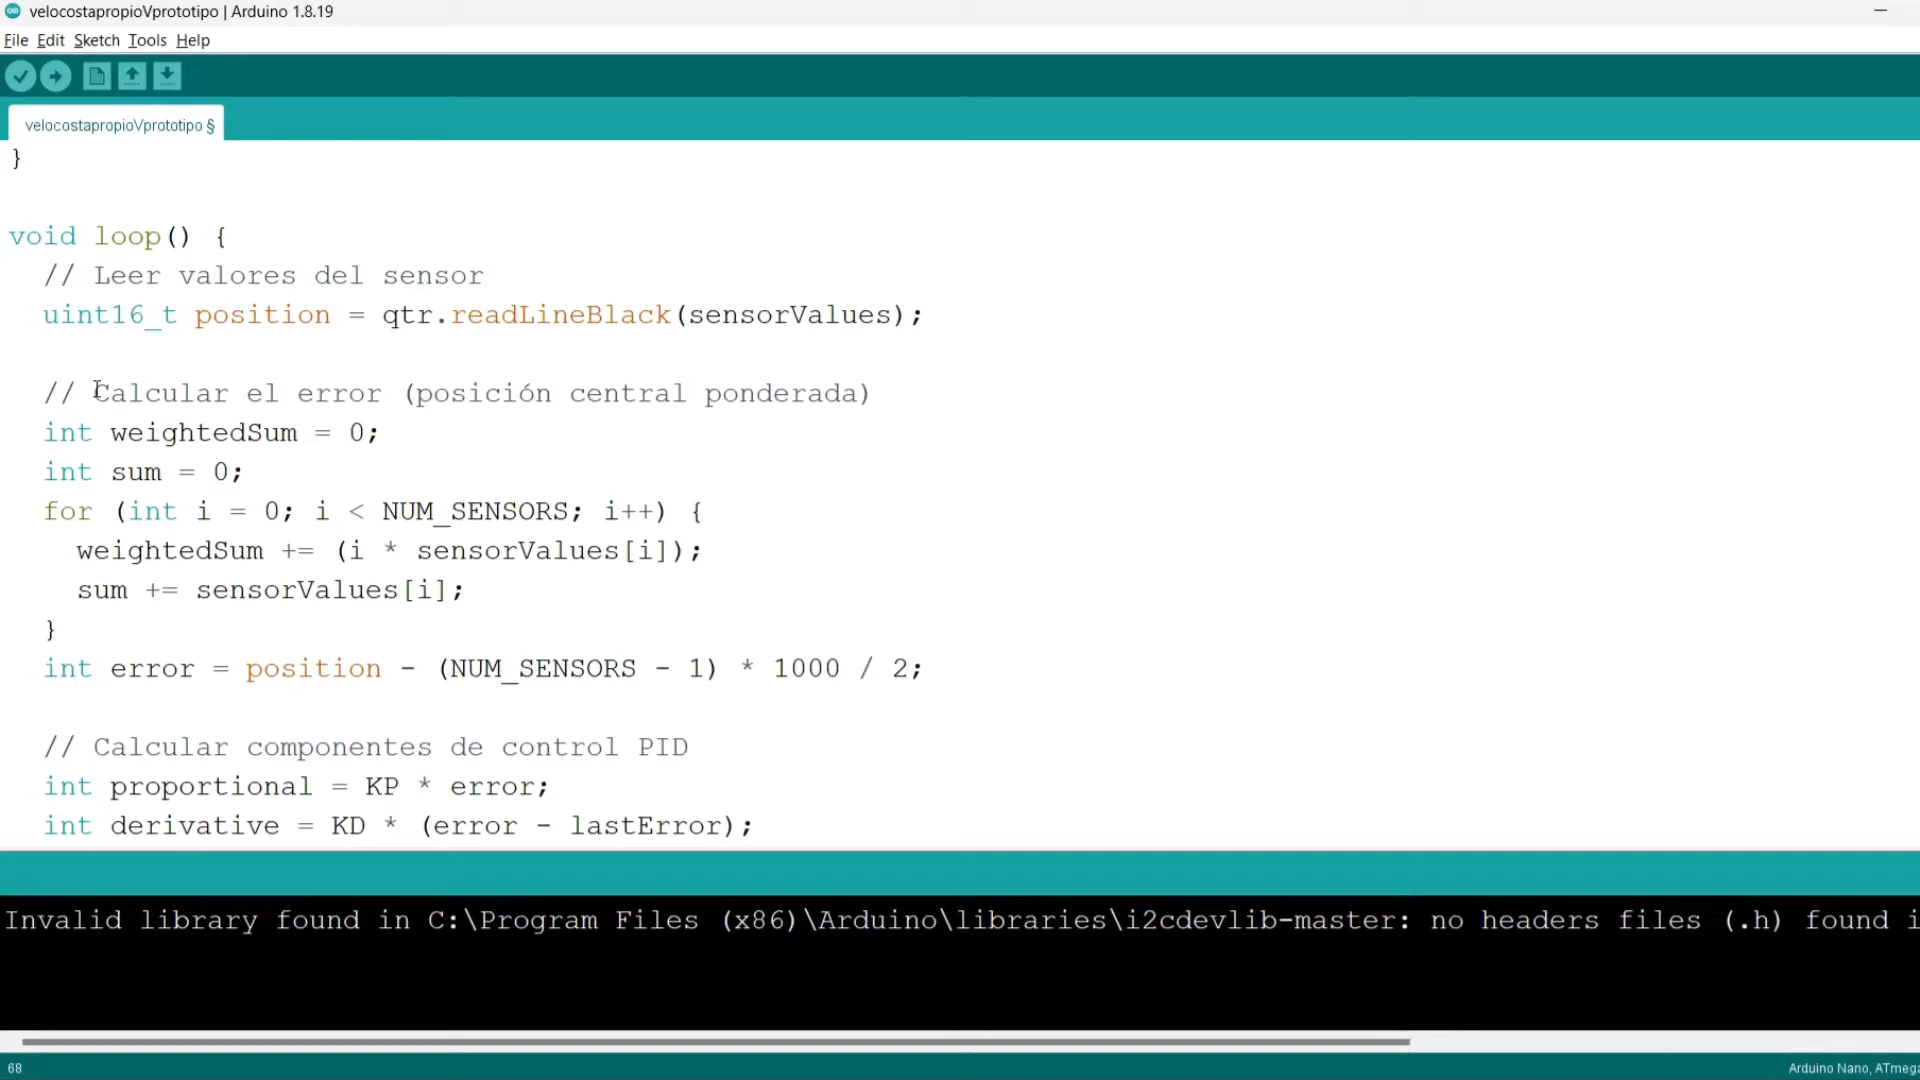 velocostapropioVprototipo | Arduino 1.8.19
File Edit Sketch Tools Help
velocostapropioVprototipo §
}
void loop() {
// Leer valores del sensor
uint16_t position = qtr.readLineBlack(sensorValues);
// Calcular el error (posición central ponderada)
int weightedSum = 0;
int sum = 0;
for (int i = 0; i < NUM_SENSORS; i++) {
weightedSum += (i * sensorValues[i]);
sum += sensorValues[i];
}
int error = position - (NUM_SENSORS - 1) * 1000 / 2;
// Calcular componentes de control PID
int proportional = KP * error;
int derivative = KD * (error - lastError);
Invalid library found in C:\Program Files (x86)\Arduino\libraries\i2cdevlib-master: no headers files (.h) found i
68
Arduino Nano, ATmega